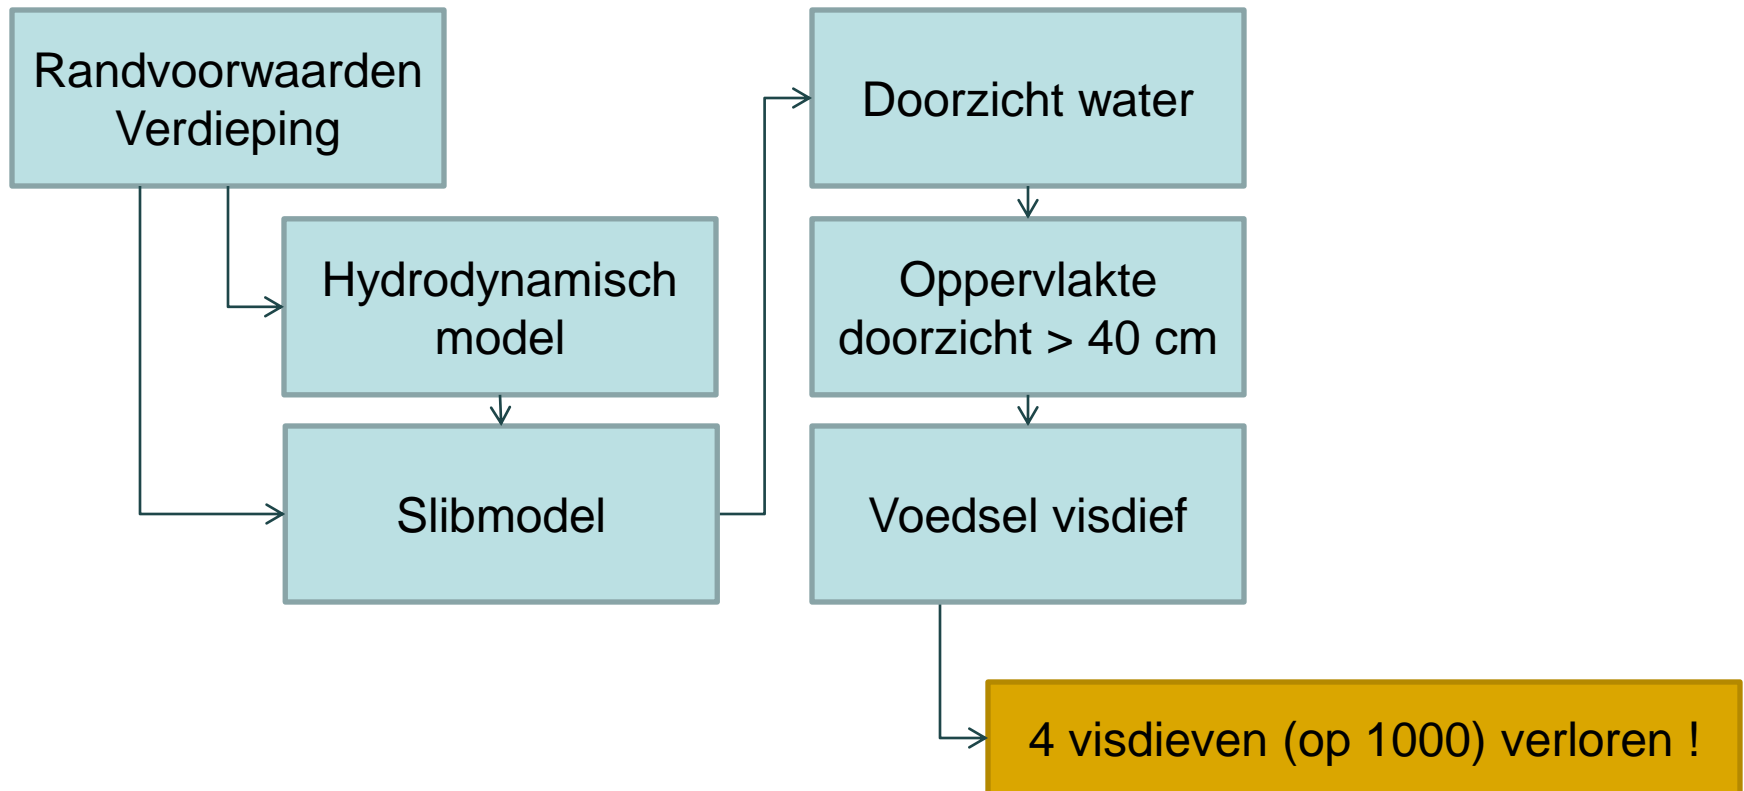 Randvoorwaarden
Verdieping
Hydrodynamisch
model
Slibmodel
Doorzicht water
Oppervlakte
doorzicht > 40 cm
Voedsel visdief
4 visdieven (op 1000) verloren !